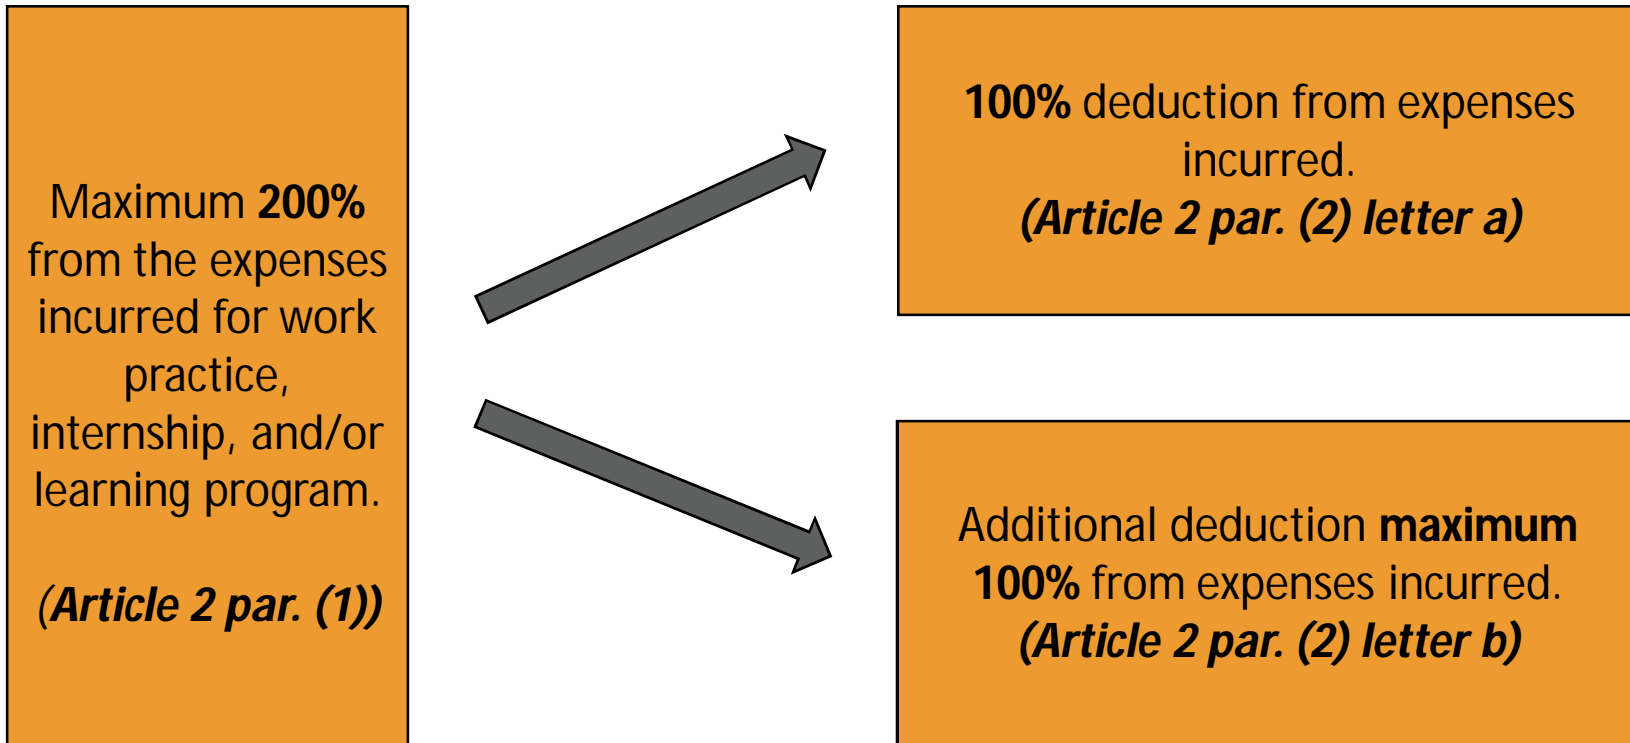 Maximum 200%
from the expenses
incurred for work
practice,
internship, and/or
learning program.
(Article 2 par. (1))
100% deduction from expenses
incurred.
(Article 2 par. (2) letter a)
Additional deduction maximum
100% from expenses incurred.
(Article 2 par. (2) letter b)